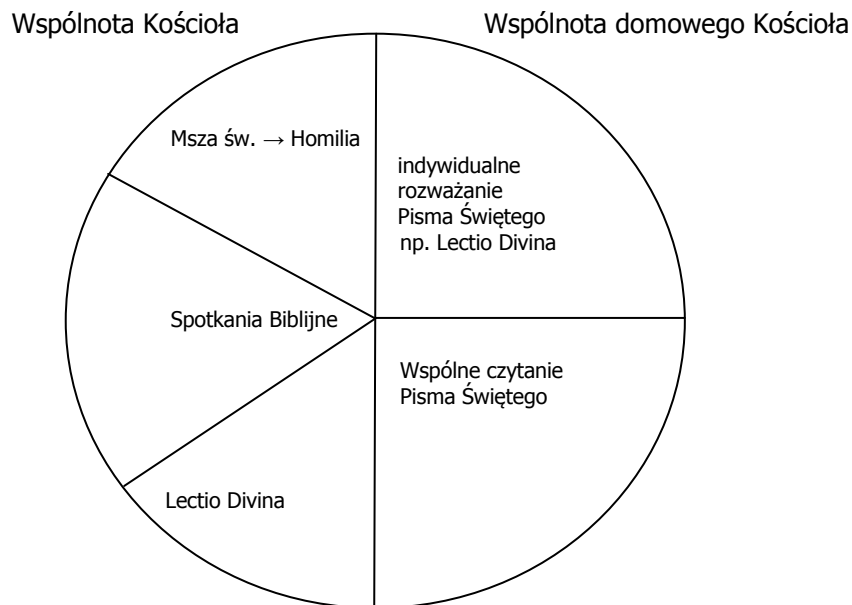 Wspólnota Kościoła
Wspólnota domowego Kościoła
Msza św. → Homilia
indywidualne
rozważanie
Pisma Świętego
np. Lectio Divina
Spotkania Biblijne
Wspólne czytanie
Pisma Świętego
Lectio Divina